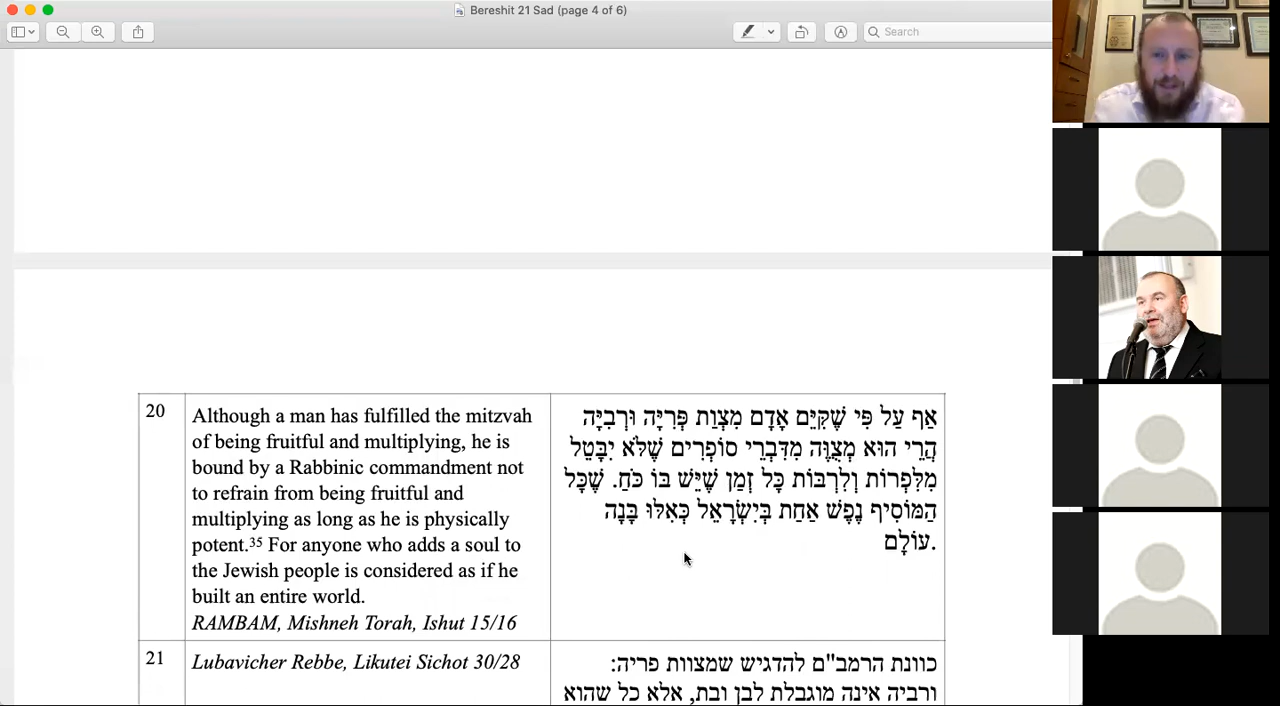 Bereshit 21 Sad (page 4 of 6)
Search
20
Although a man has fulfilled the mitzvah
of being fruitful and multiplying, he is
bound by a Rabbinic commandment not
to refrain from being fruitful and
multiplying as long as he is physically
potent.35 For anyone who adds a soul to
the Jewish people is considered as if he
built an entire world.
RAMBAM, Mishneh Torah, Ishut 15/16
אַף עַל פִּי שֶׁקִּיֵּם אָדָם מִצְוַת פְּרִיָּה וּרְבִיָּה
הֲרֵי הוּא מְצֻוֶּה מִדִּבְרֵי סוֹפְרִים שֶׁלֹּא יִבָּטֵל
מִלִּפְרוֹת וְלִרְבּוֹת כָּל זְמַן שֶׁיֵּשׁ בּוֹ כֹּחַ. שֶׁכָּל
הַמּוֹסִיף נֶפֶשׁ אַחַת בְּיִשְׂרָאֵל כְּאִלּוּ בָּנָה
עוֹלָם.
21
Lubavicher Rebbe, Likutei Sichot 30/28
כוונת הרמב"ם להדגיש שמצוות פריה:
ורביה אינה מוגבלת לבן ובת, אלא כל שהוא